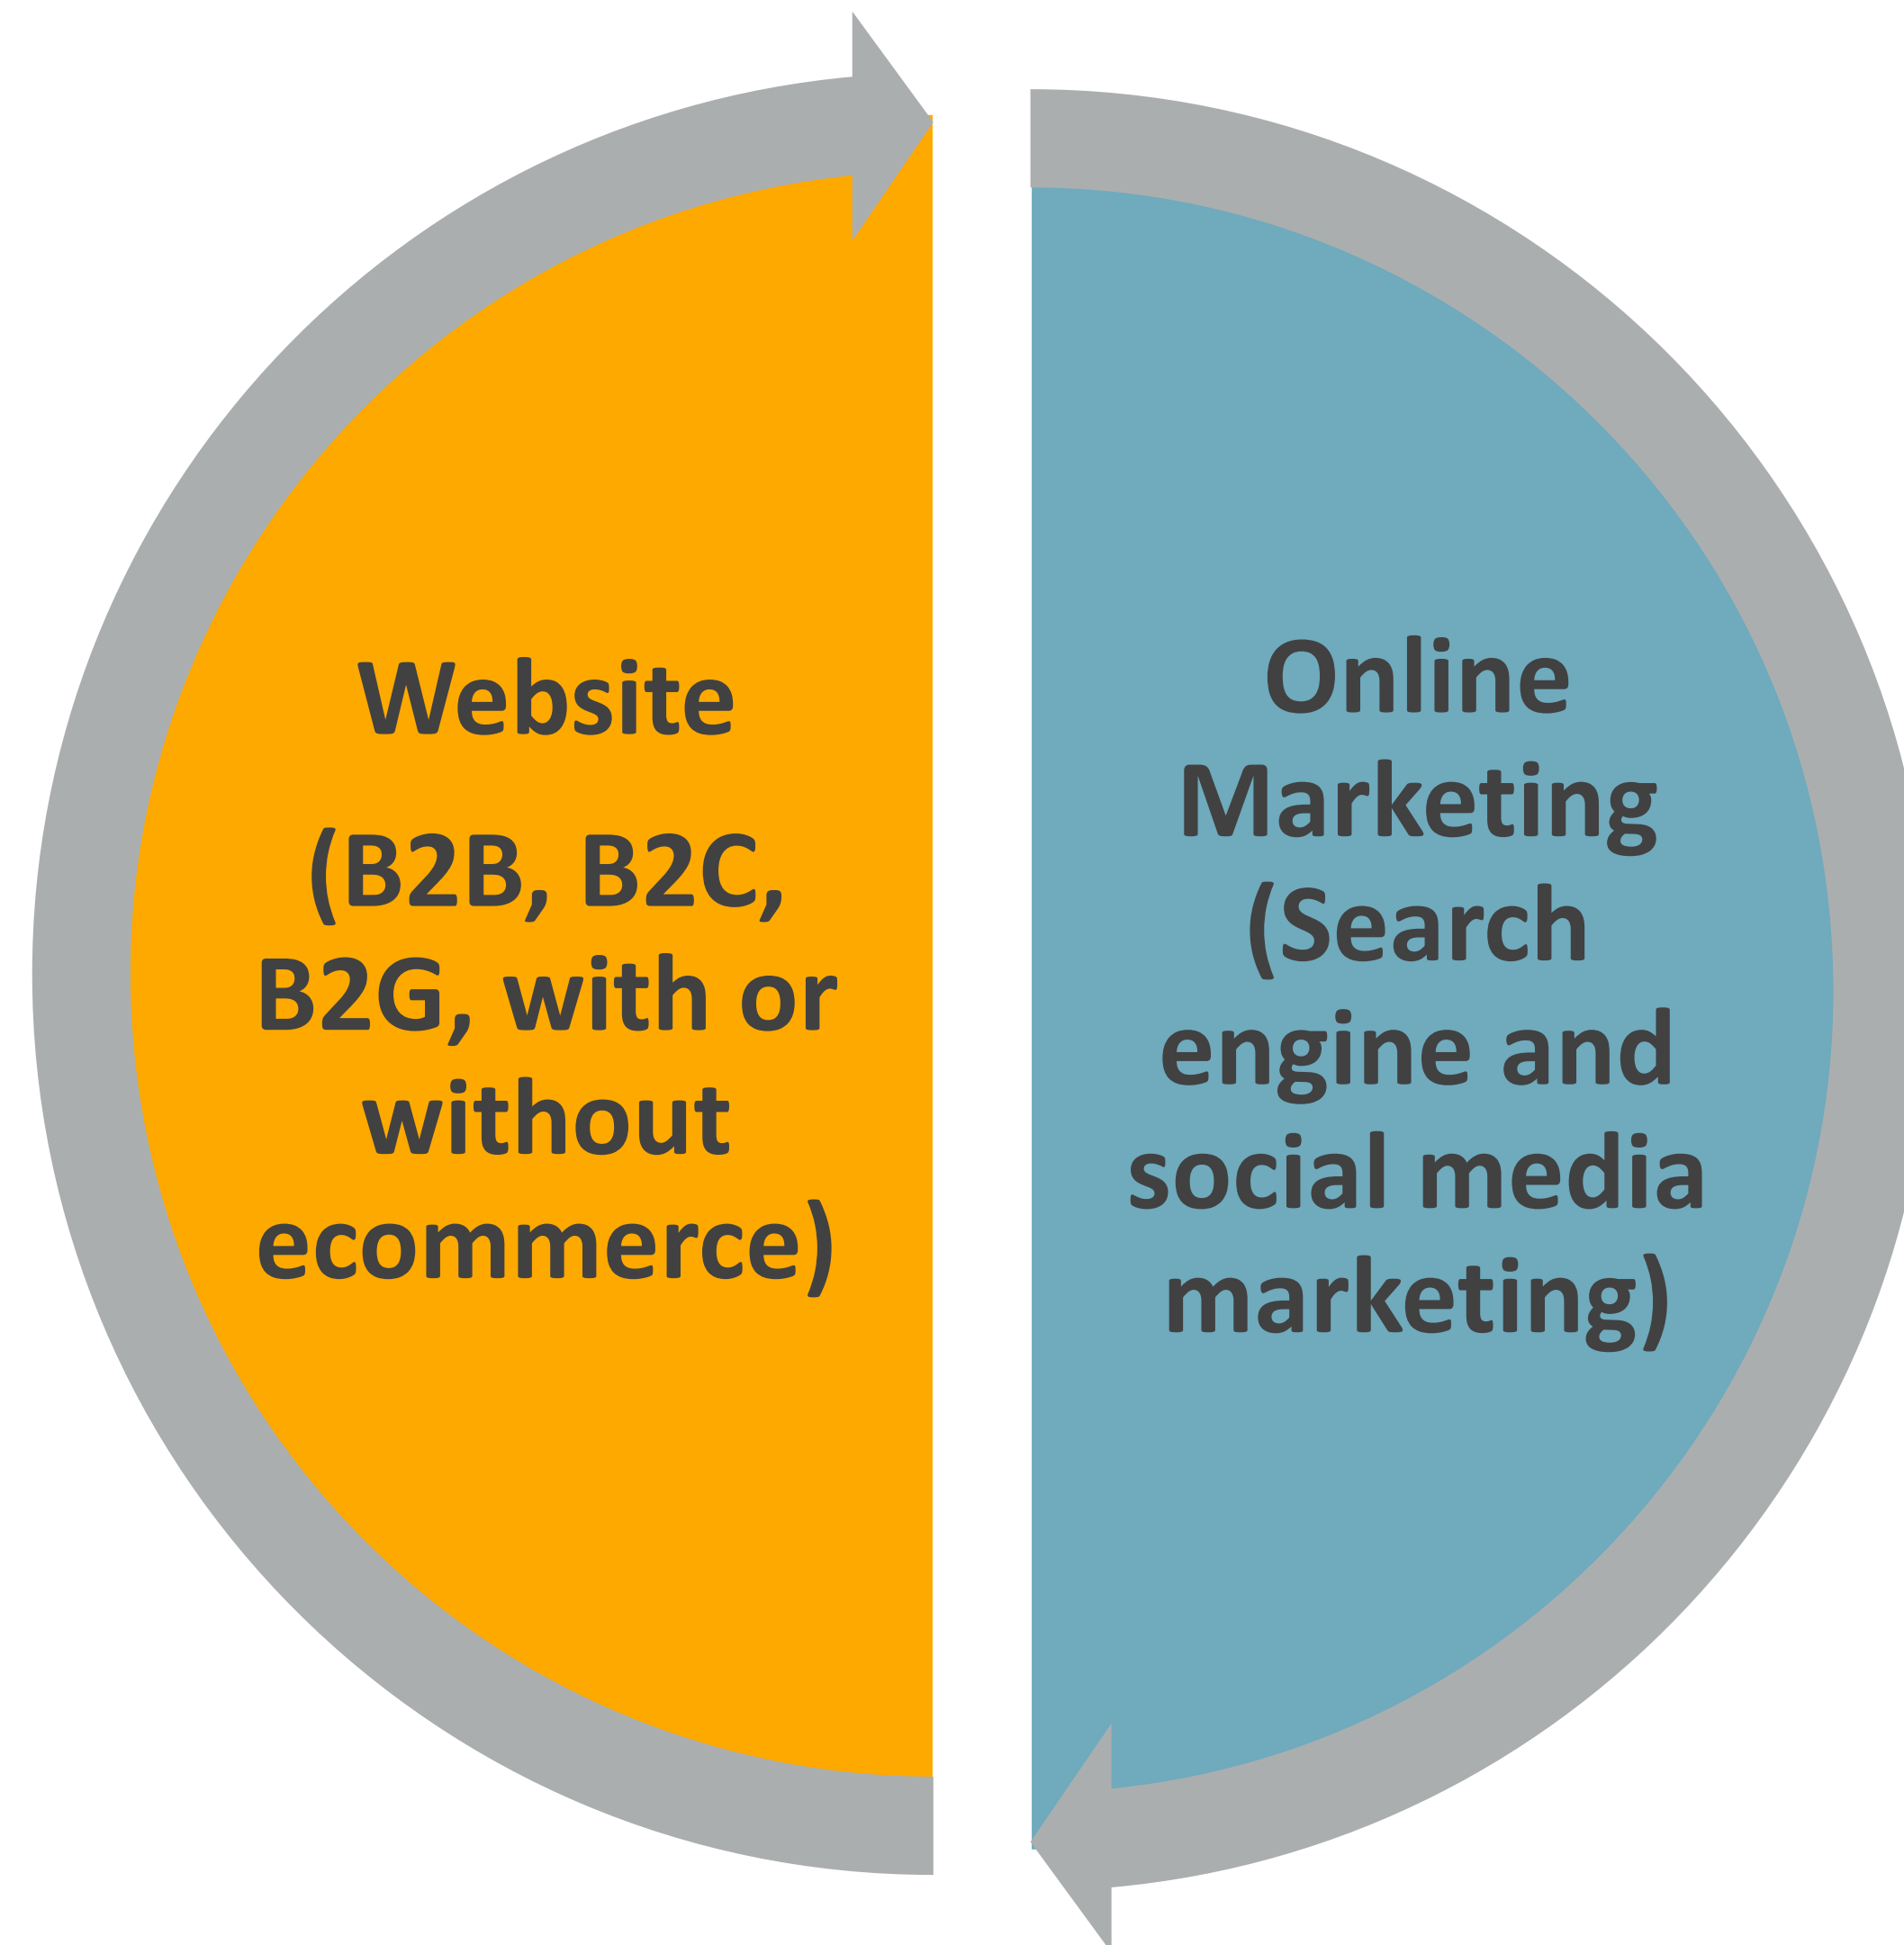 Website
(B2B, B2C,
B2G, with or
without
ecommerce)
Online
Marketing
(Search
engine and
social media
marketing)